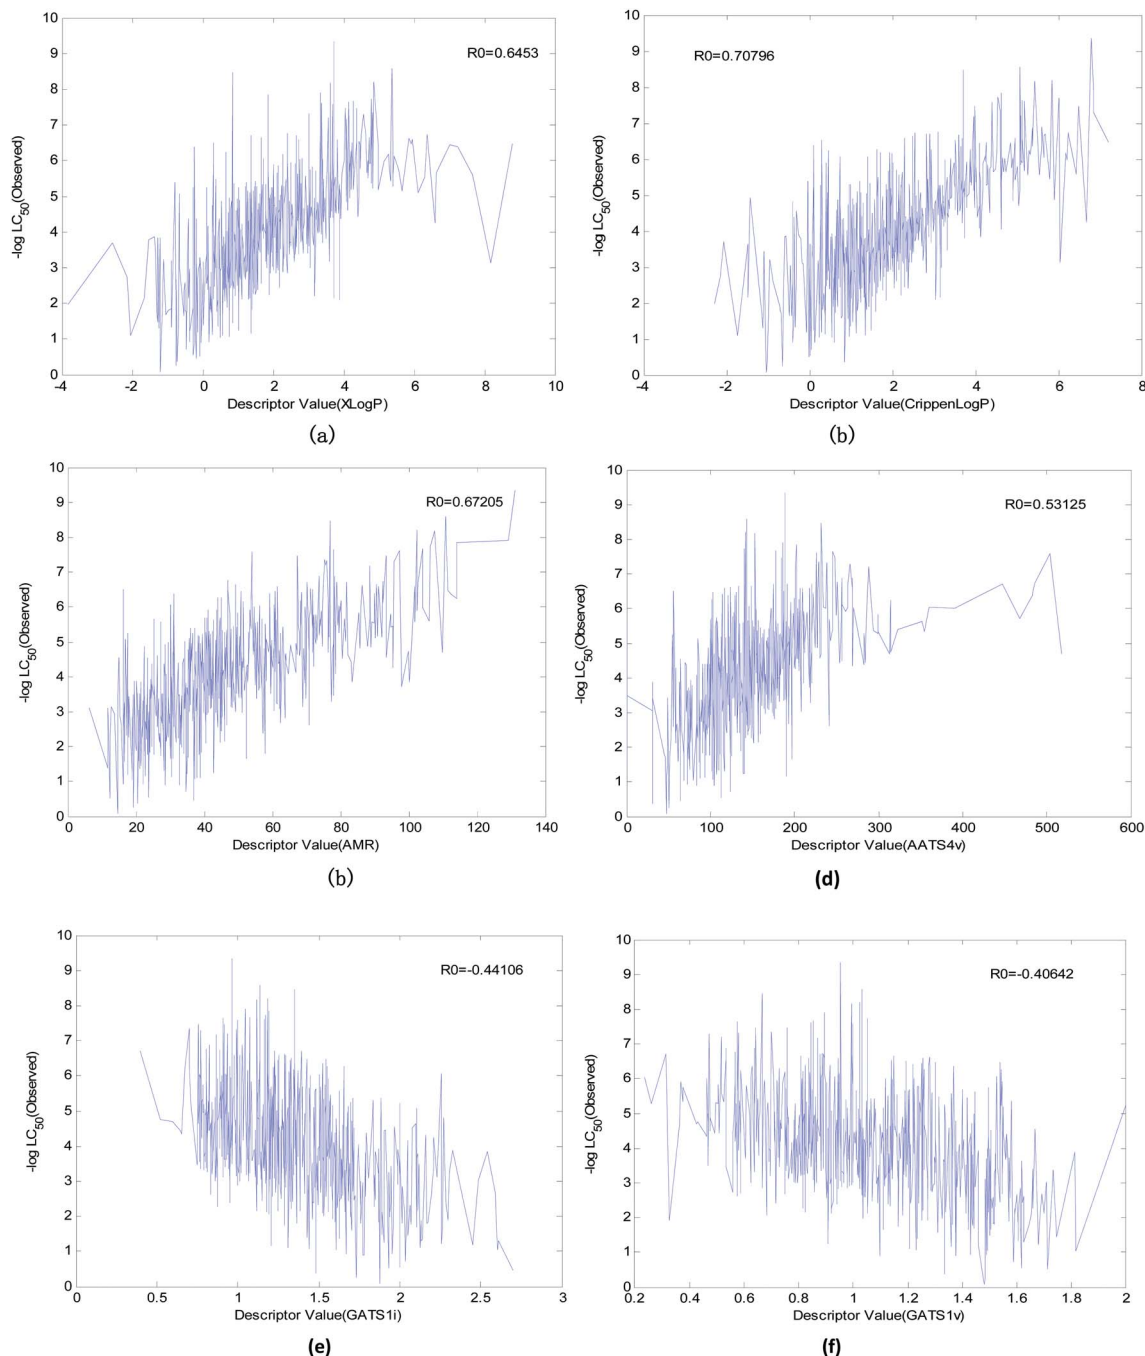 10
9
8
7
6
5
4
3
2
1
0
-log LC50(Observed)
R0=0.6453
-4 -2 0 2 4 6 8 10
Descriptor Value(XLogP)
(a)
10
9
8
7
6
5
4
3
2
1
0
-log LC50(Observed)
R0=0.70796
-4 -2 0 2 4 6 8
Descriptor Value(CrippenLogP)
(b)
10
9
8
7
6
5
4
3
2
1
0
-log LC50(Observed)
R0=0.67205
0 20 40 60 80 100 120 140
Descriptor Value(AMR)
(b)
10
9
8
7
6
5
4
3
2
1
0
-log LC50(Observed)
R0=0.53125
0 100 200 300 400 500 600
Descriptor Value(AATS4v)
(d)
10
9
8
7
6
5
4
3
2
1
0
-log LC50(Observed)
R0=-0.44106
0 0.5 1 1.5 2 2.5 3
Descriptor Value(GATS1i)
(e)
10
9
8
7
6
5
4
3
2
1
0
-log LC50(Observed)
R0=-0.40642
0.2 0.4 0.6 0.8 1 1.2 1.4 1.6 1.8 2
Descriptor Value(GATS1v)
(f)